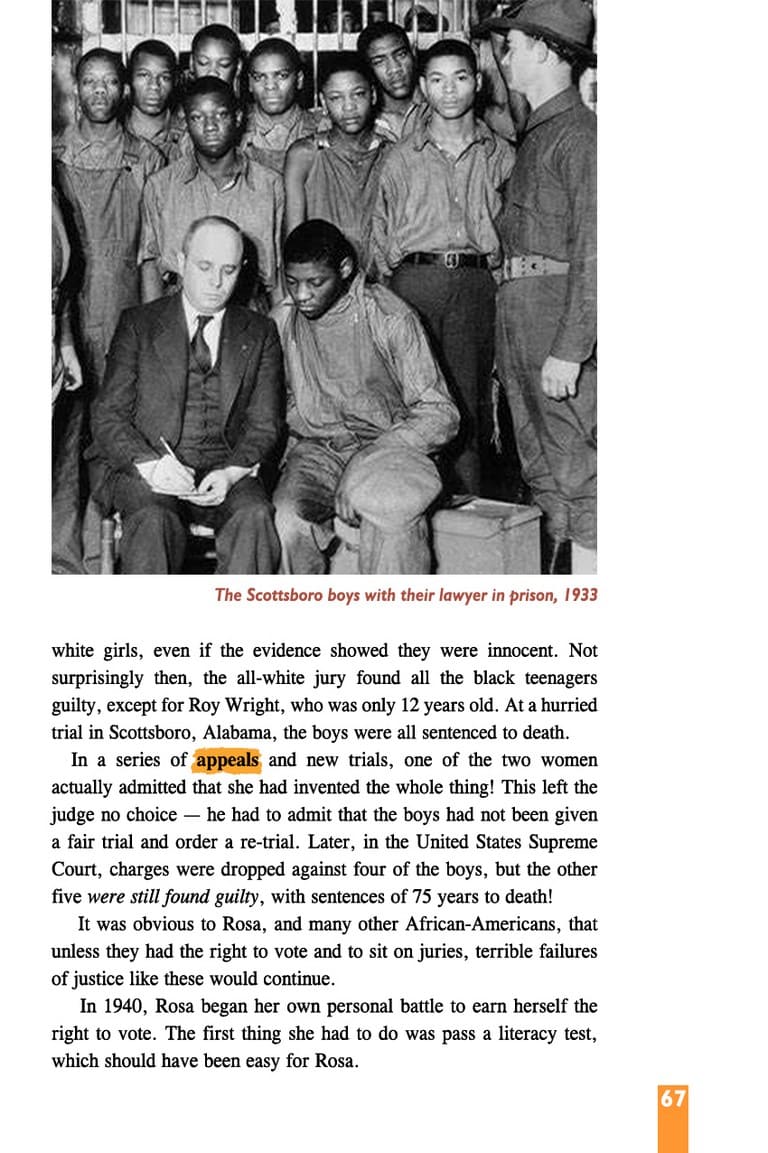 The Scottsboro boys with their lawyer in prison, 1933
white girls, even if the evidence showed they were innocent. Not
surprisingly then, the all-white jury found all the black teenagers
guilty, except for Roy Wright, who was only 12 years old. At a hurried
trial in Scottsboro, Alabama, the boys were all sentenced to death.
In a series of appeals and new trials, one of the two women
actually admitted that she had invented the whole thing! This left the
judge no choice — he had to admit that the boys had not been given
a fair trial and order a re-trial. Later, in the United States Supreme
Court, charges were dropped against four of the boys, but the other
five were still found guilty, with sentences of 75 years to death!
It was obvious to Rosa, and many other African-Americans, that
unless they had the right to vote and to sit on juries, terrible failures
of justice like these would continue.
In 1940, Rosa began her own personal battle to earn herself the
right to vote. The first thing she had to do was pass a literacy test,
which should have been easy for Rosa.
67